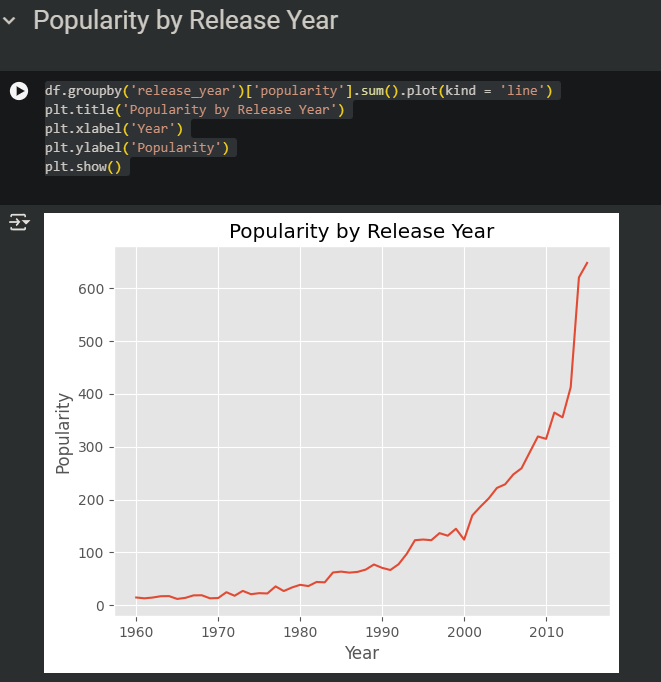 Popularity by Release Year
df.groupby('release_year')['popularity'].sum().plot(kind = 'line')
plt.title('Popularity by Release Year')
plt.xlabel('Year')
plt.ylabel('Popularity')
plt.show()
Popularity by Release Year
600
500
400
300
200
100
0
Popularity
1960 1970 1980 1990 2000 2010
Year